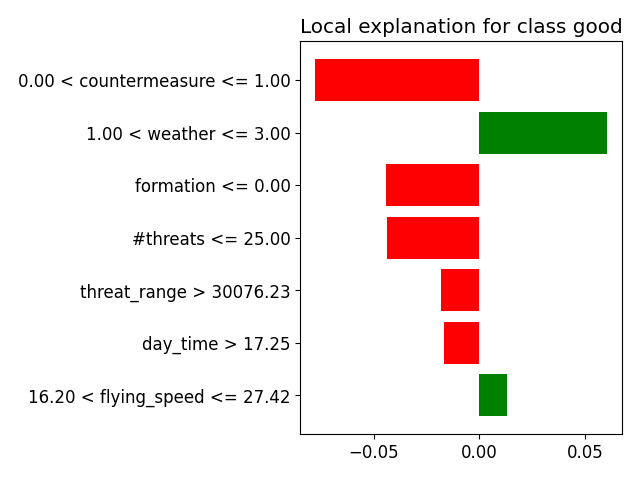 Local explanation for class good
0.00 < countermeasure <= 1.00
1.00 < weather <= 3.00
formation <= 0.00
#threats <= 25.00
threat_range > 30076.23
day_time > 17.25
16.20 < flying_speed <= 27.42
−0.05 0.00 0.05